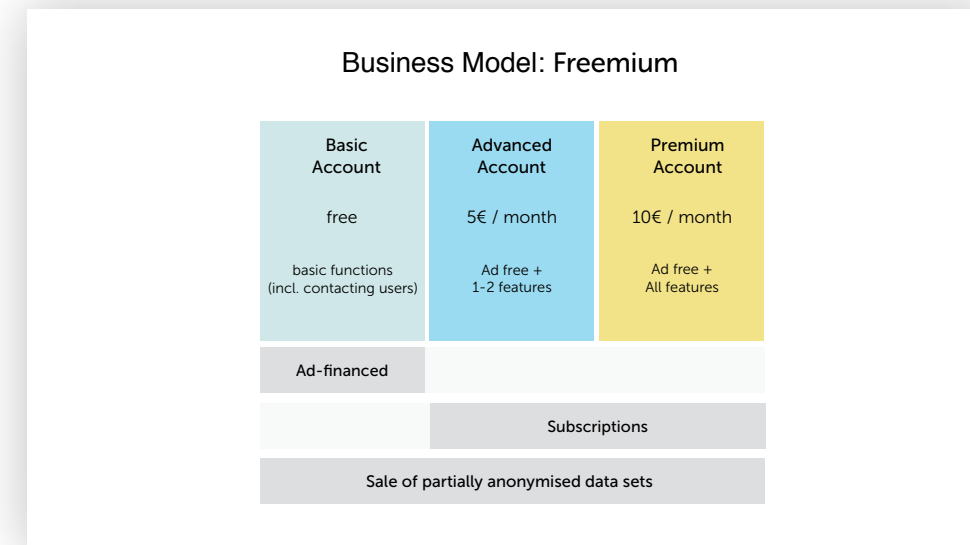 Business Model: Freemium
Basic
Account
free
basic functions
(incl. contacting users)
Advanced
Account
5€ / month
Ad free +
1-2 features
Premium
Account
10€ / month
Ad free +
All features
Ad-financed
Subscriptions
Sale of partially anonymised data sets